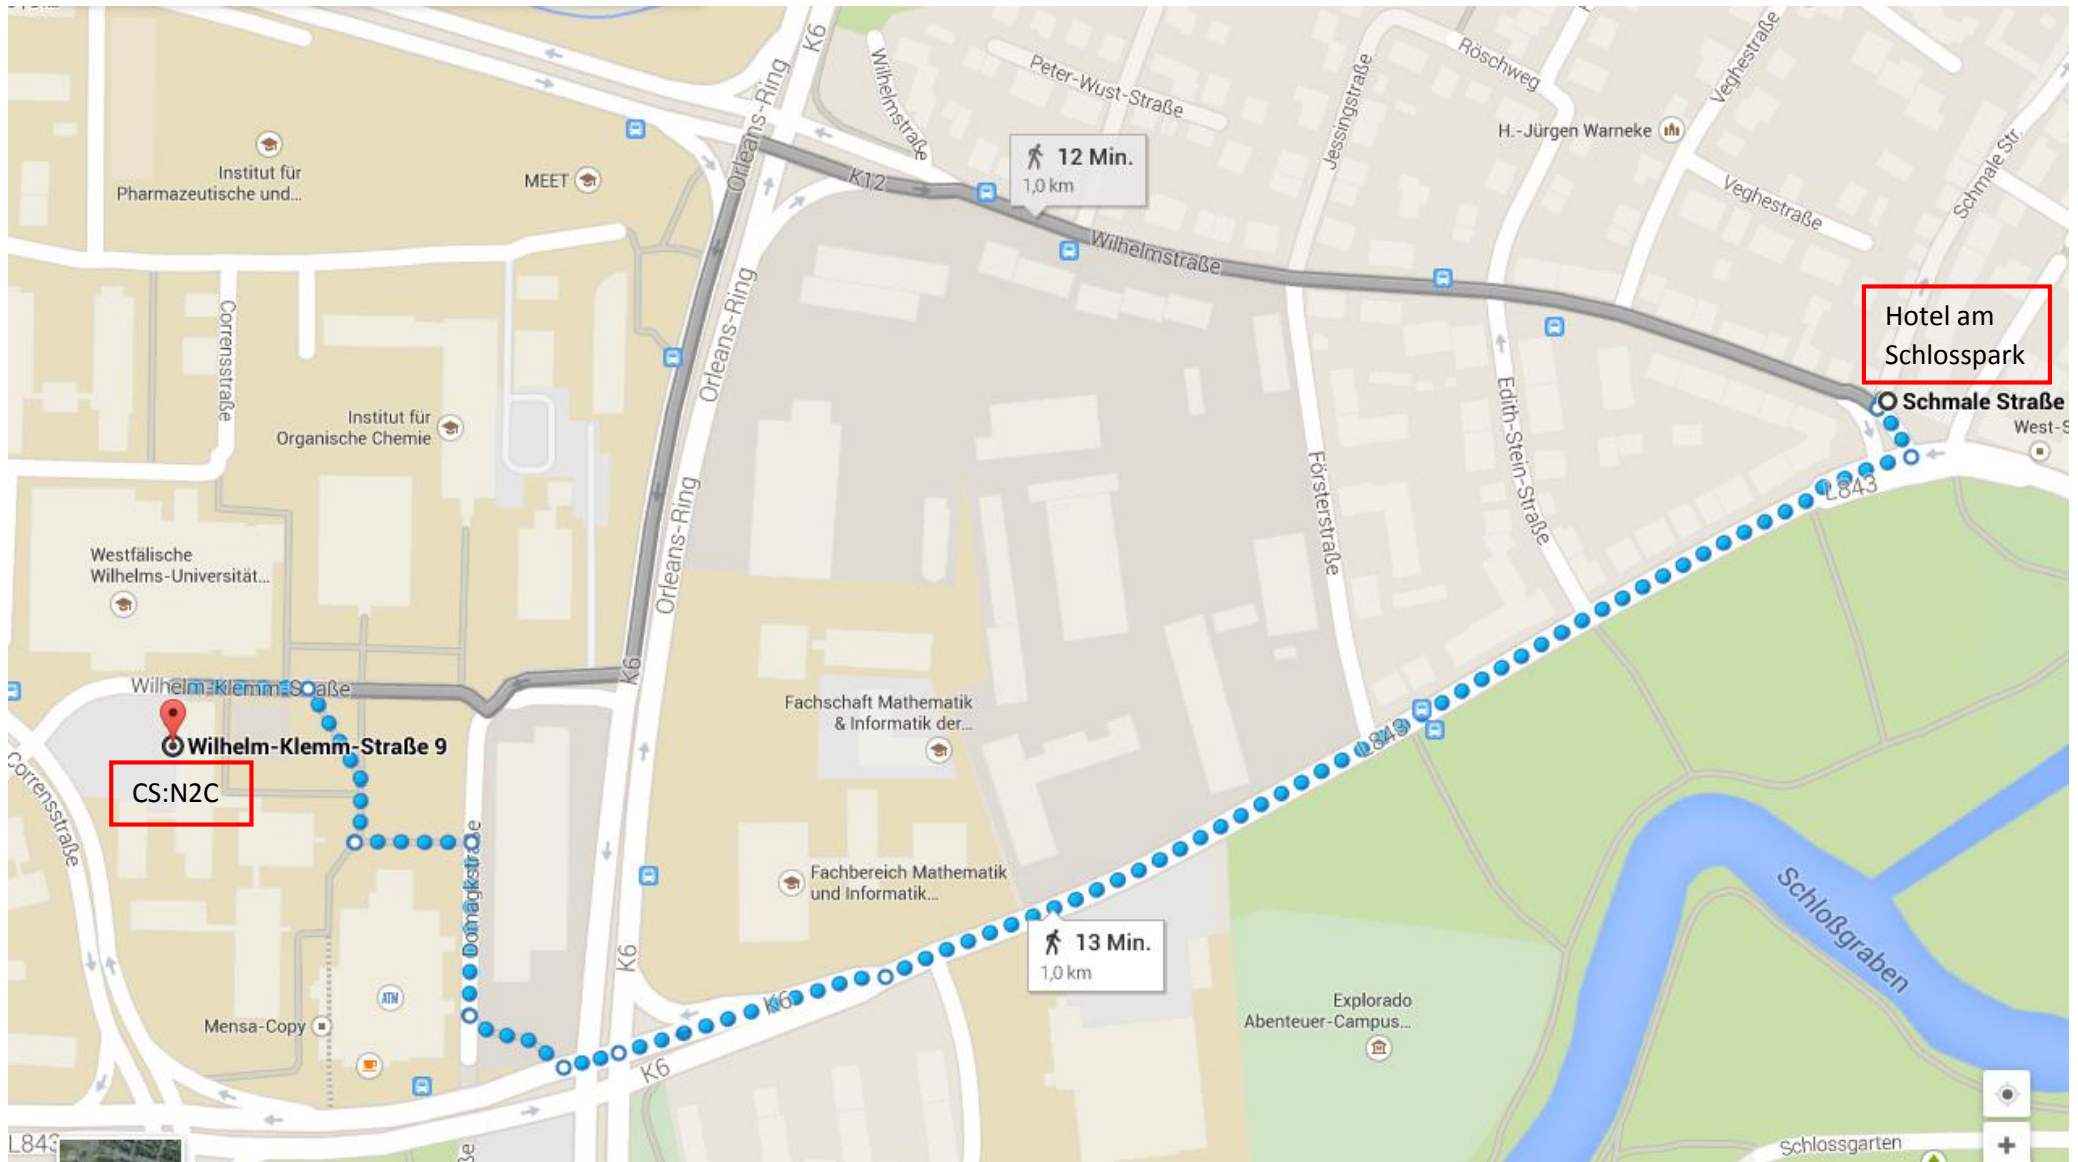 K6
Wilhelmstraße
Peter-Wust-Straße
Jessingstraße
Röschweg
Veghestraße
H.-Jürgen Warneke
Veghestraße
Schmale Str.
Institut für
Pharmazeutische und...
MEET
Orleans-Ring
K12
12 Min.
1,0 km
Wilhelmstraße
Orleans-Ring
Corrensstraße
Institut für
Organische Chemie
Hotel am
Schlosspark
Schmale Straße
West-S
Edith-Stein-Straße
Försterstraße
L843
Orleans-Ring
Westfälische
Wilhelms-Universität...
K6
Wilhelm-Klemm-Straße
Wilhelm-Klemm-Straße 9
CS:N2C
Corrensstraße
Fachschaft Mathematik
& Informatik der...
L843
Domagkstraße
Fachbereich Mathematik
und Informatik...
13 Min.
1,0 km
Schloßgraben
K6
K6
ATM
Mensa-Copy
Explorado
Abenteuer-Campus...
K6
L843
ße
Schlossgarten
+